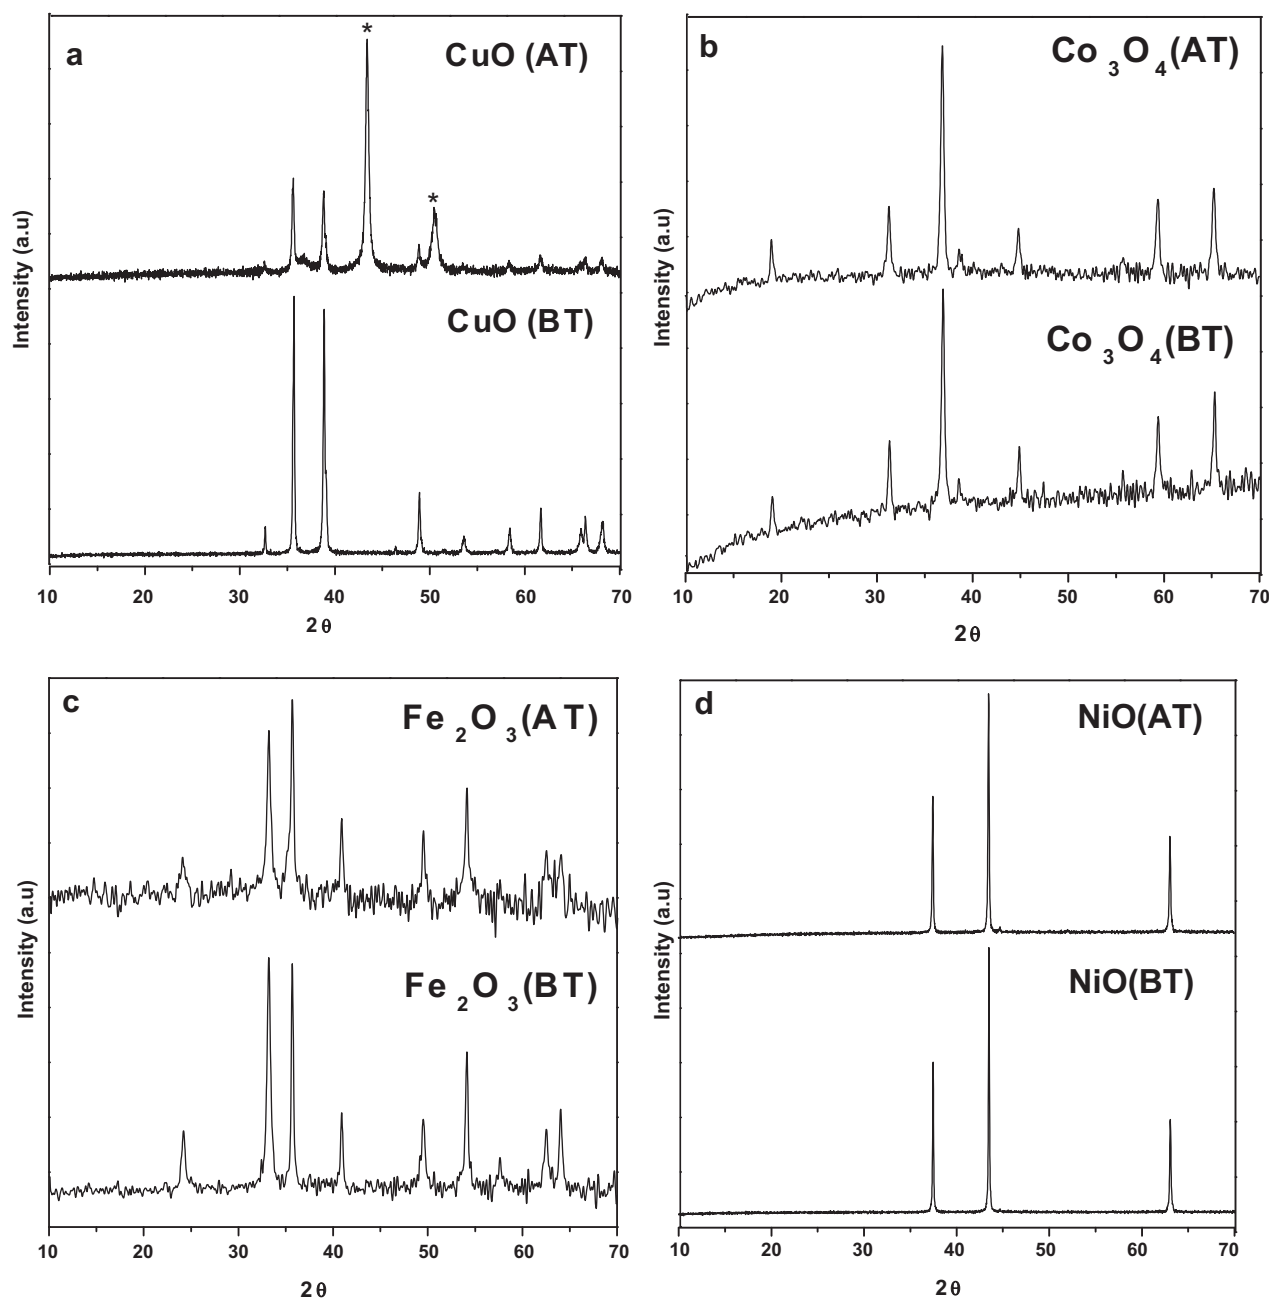 a
CuO (AT)
*
*
CuO (BT)
Intensity (a.u)
10 20 30 40 50 60 70
2θ
b
Co3O4(AT)
Co3O4(BT)
Intensity (a.u)
10 20 30 40 50 60 70
2θ
c
Fe2O3(AT)
Fe2O3(BT)
Intensity (a.u)
10 20 30 40 50 60 70
2θ
d
NiO(AT)
NiO(BT)
Intensity (a.u)
10 20 30 40 50 60 70
2θ